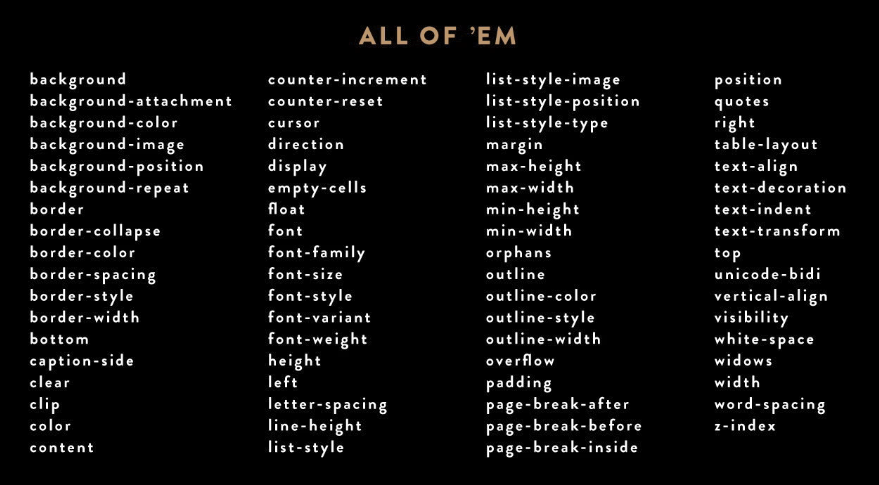 ALL OF ’EM
background
background-attachment
background-color
background-image
background-position
background-repeat
border
border-collapse
border-color
border-spacing
border-style
border-width
bottom
caption-side
clear
clip
color
content
counter-increment
counter-reset
cursor
direction
display
empty-cells
float
font
font-family
font-size
font-style
font-variant
font-weight
height
left
letter-spacing
line-height
list-style
list-style-image
list-style-position
list-style-type
margin
max-height
max-width
min-height
min-width
orphans
outline
outline-color
outline-style
outline-width
overflow
padding
page-break-after
page-break-before
page-break-inside
position
quotes
right
table-layout
text-align
text-decoration
text-indent
text-transform
top
unicode-bidi
vertical-align
visibility
white-space
widows
width
word-spacing
z-index